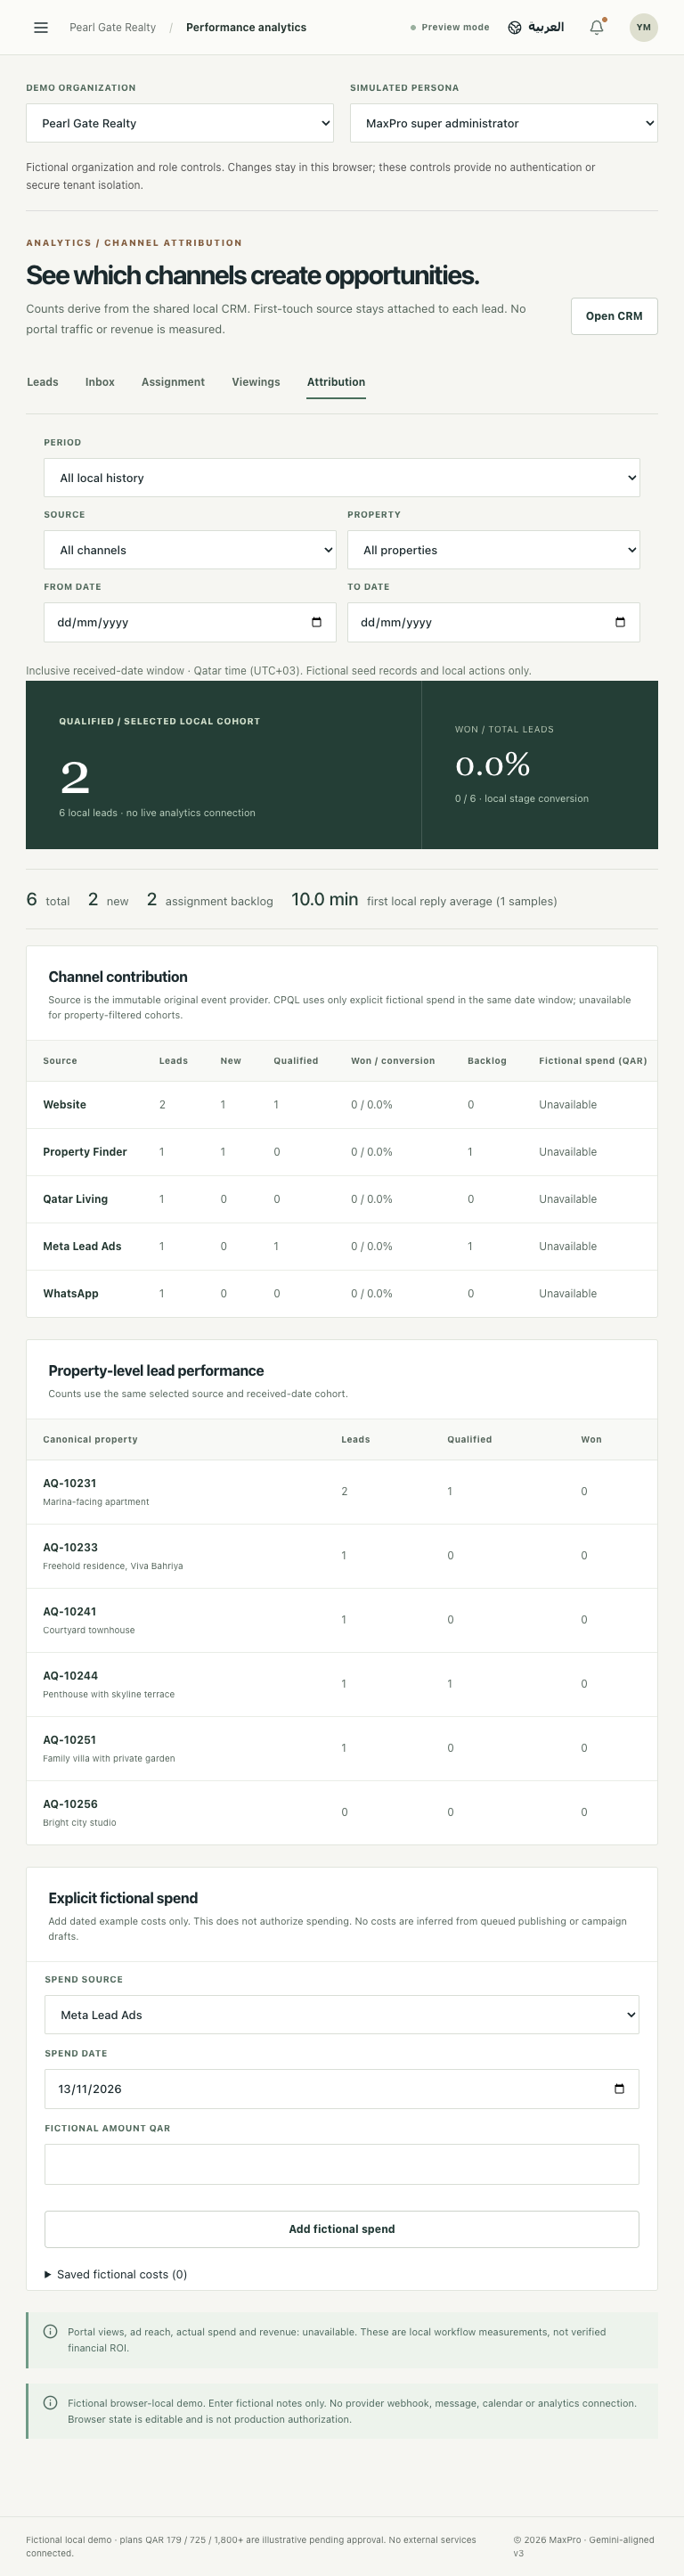 Pearl Gate Realty / Performance analytics
Preview mode
العربية
YM
DEMO ORGANIZATION
SIMULATED PERSONA
Pearl Gate Realty
MaxPro super administrator
Fictional organization and role controls. Changes stay in this browser; these controls provide no authentication or
secure tenant isolation.
ANALYTICS / CHANNEL ATTRIBUTION
See which channels create opportunities.
Counts derive from the shared local CRM. First-touch source stays attached to each lead. No
portal traffic or revenue is measured.
Open CRM
Leads Inbox Assignment Viewings Attribution
PERIOD
All local history
SOURCE
PROPERTY
All channels
All properties
FROM DATE
TO DATE
dd/mm/yyyy
dd/mm/yyyy
Inclusive received-date window · Qatar time (UTC+03). Fictional seed records and local actions only.
QUALIFIED / SELECTED LOCAL COHORT
2
6 local leads · no live analytics connection
WON / TOTAL LEADS
0.0%
0 / 6 · local stage conversion
6 total 2 new 2 assignment backlog 10.0 min first local reply average (1 samples)
Channel contribution
Source is the immutable original event provider. CPQL uses only explicit fictional spend in the same date window; unavailable
for property-filtered cohorts.
Source Leads New Qualified Won / conversion Backlog Fictional spend (QAR)
Website 2 1 1 0 / 0.0% 0 Unavailable
Property Finder 1 1 0 0 / 0.0% 1 Unavailable
Qatar Living 1 0 0 0 / 0.0% 0 Unavailable
Meta Lead Ads 1 0 1 0 / 0.0% 1 Unavailable
WhatsApp 1 0 0 0 / 0.0% 0 Unavailable
Property-level lead performance
Counts use the same selected source and received-date cohort.
Canonical property Leads Qualified Won
AQ-10231
Marina-facing apartment
2 1 0
AQ-10233
Freehold residence, Viva Bahriya
1 0 0
AQ-10241
Courtyard townhouse
1 0 0
AQ-10244
Penthouse with skyline terrace
1 1 0
AQ-10251
Family villa with private garden
1 0 0
AQ-10256
Bright city studio
0 0 0
Explicit fictional spend
Add dated example costs only. This does not authorize spending. No costs are inferred from queued publishing or campaign
drafts.
SPEND SOURCE
Meta Lead Ads
SPEND DATE
13/11/2026
FICTIONAL AMOUNT QAR
Add fictional spend
Saved fictional costs (0)
Portal views, ad reach, actual spend and revenue: unavailable. These are local workflow measurements, not verified
financial ROI.
Fictional browser-local demo. Enter fictional notes only. No provider webhook, message, calendar or analytics connection.
Browser state is editable and is not production authorization.
Fictional local demo · plans QAR 179 / 725 / 1,800+ are illustrative pending approval. No external services
connected.
© 2026 MaxPro · Gemini-aligned
v3